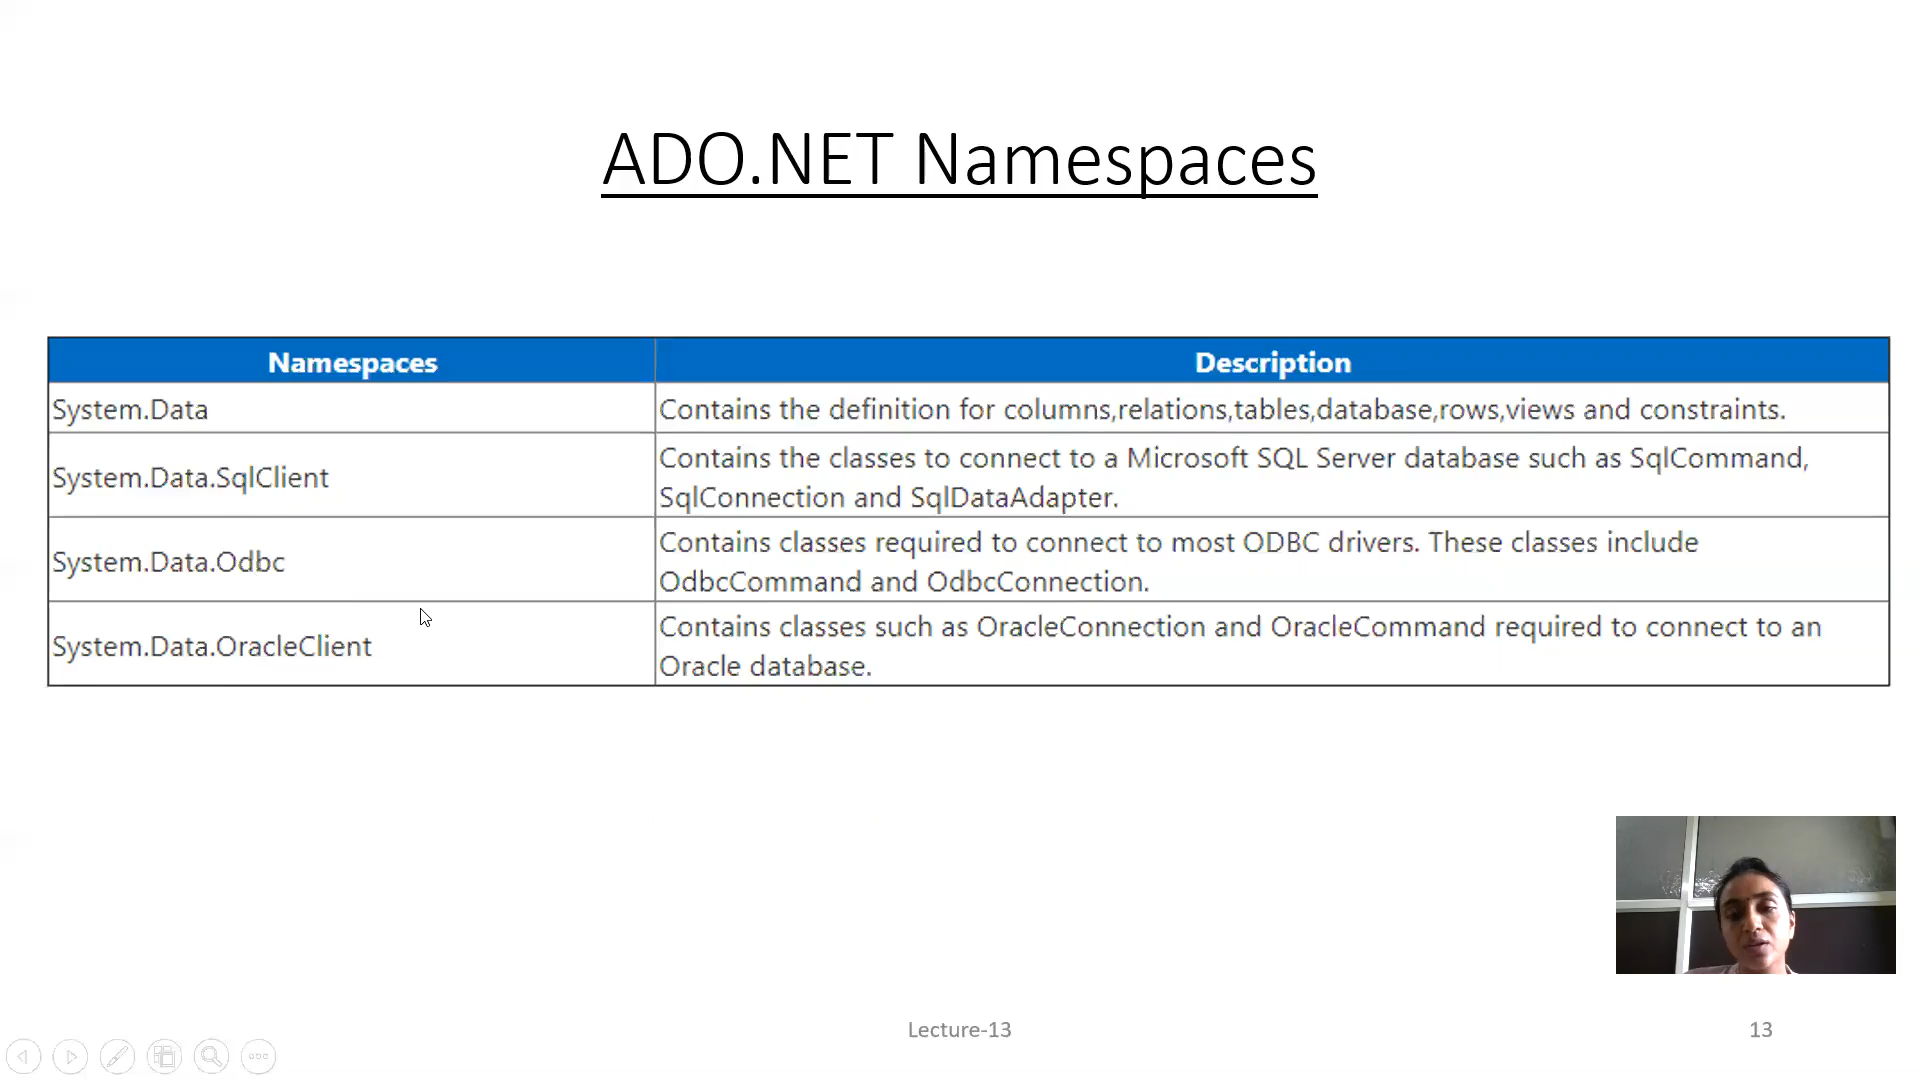 ADO.NET Namespaces
Namespaces
Description
System.Data
Contains the definition for columns,relations,tables,database,rows,views and constraints.
System.Data.SqlClient
Contains the classes to connect to a Microsoft SQL Server database such as SqlCommand,
SqlConnection and SqlDataAdapter.
System.Data.Odbc
Contains classes required to connect to most ODBC drivers. These classes include
OdbcCommand and OdbcConnection.
System.Data.OracleClient
Contains classes such as OracleConnection and OracleCommand required to connect to an
Oracle database.
Lecture-13
13